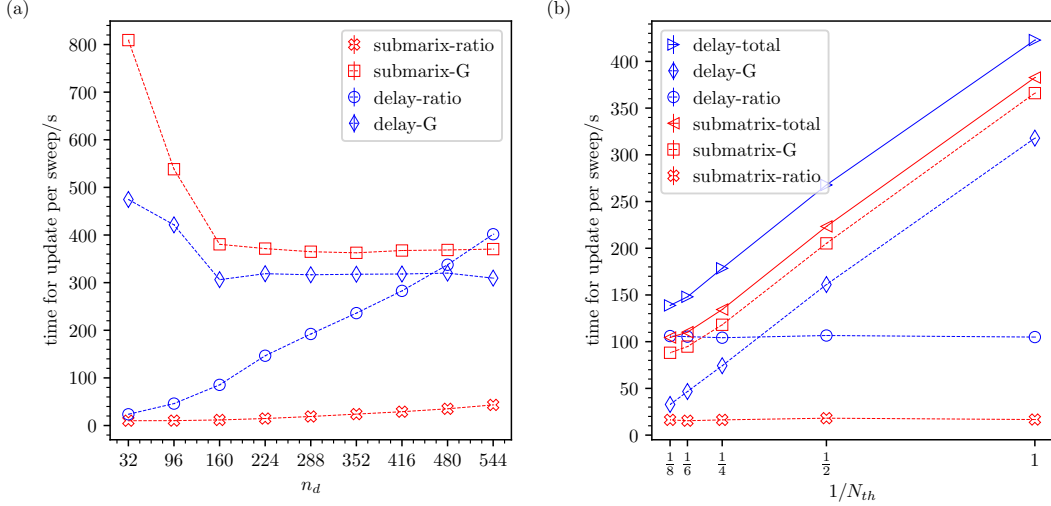 (a)
800
700
600
500
400
300
200
100
0
time for update per sweep/s
submarix-ratio
submarix-G
delay-ratio
delay-G
32 96 160 224 288 352 416 480 544
n_d
(b)
400
350
300
250
200
150
100
50
0
time for update per sweep/s
delay-total
delay-G
delay-ratio
submatrix-total
submatrix-G
submatrix-ratio
1/8 1/6 1/4 1/2 1
1/N_{th}